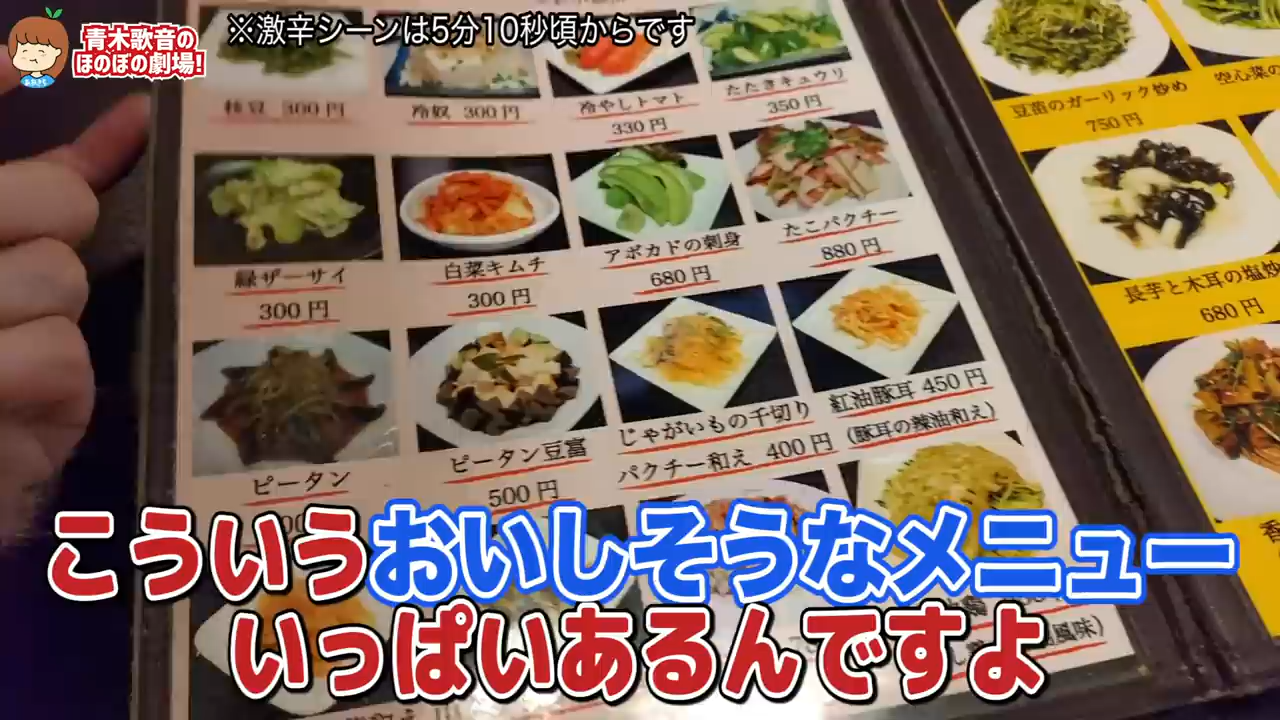 青木歌音の
ほのぼの劇場!
※激辛シーンは5分10秒頃からです
枝豆 300円
冷奴 300円
冷やしトマト
330円
たたきキュウリ
350円
緑ザーサイ
300円
白菜キムチ
300円
アボカドの刺身
680円
たこパクチー
880円
ピータン
ピータン豆富
500円
じゃがいもの千切り
パクチー和え 400円
紅油豚耳 450円
(豚耳の辣油和え)
風味)
豆苗のガーリック炒め
750円
空心菜の
長芋と木耳の塩炒
680円
香
こういうおいしそうなメニュー
いっぱいあるんですよ